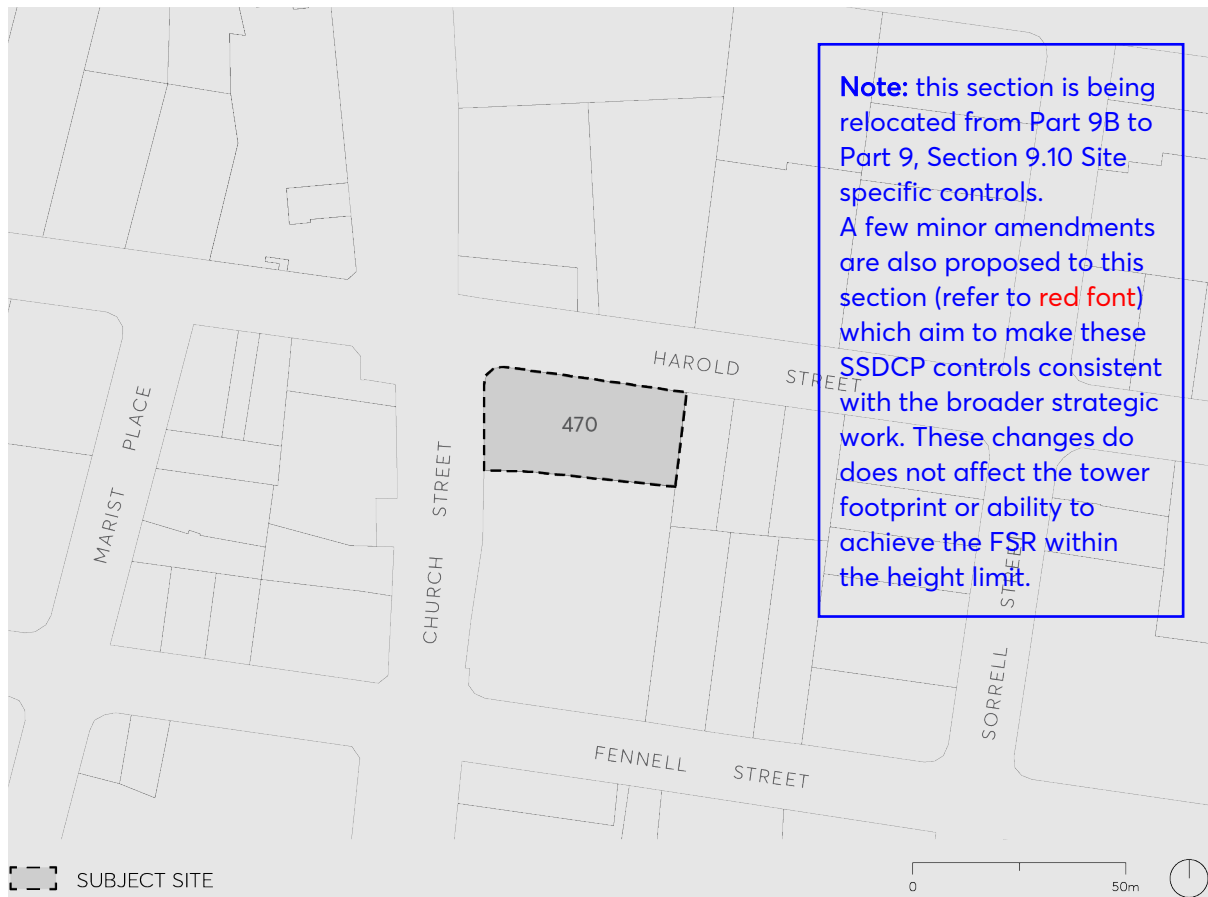 Note: this section is being
relocated from Part 9B to
Part 9, Section 9.10 Site
specific controls.
A few minor amendments
are also proposed to this
section (refer to red font)
which aim to make these
SSDCP controls consistent
with the broader strategic
work. These changes do
does not affect the tower
footprint or ability to
achieve the FSR within
the height limit.
HAROLD STREET
470
MARIST PLACE
CHURCH STREET
SORRELL STREET
FENNELL STREET
SUBJECT SITE
0
50m